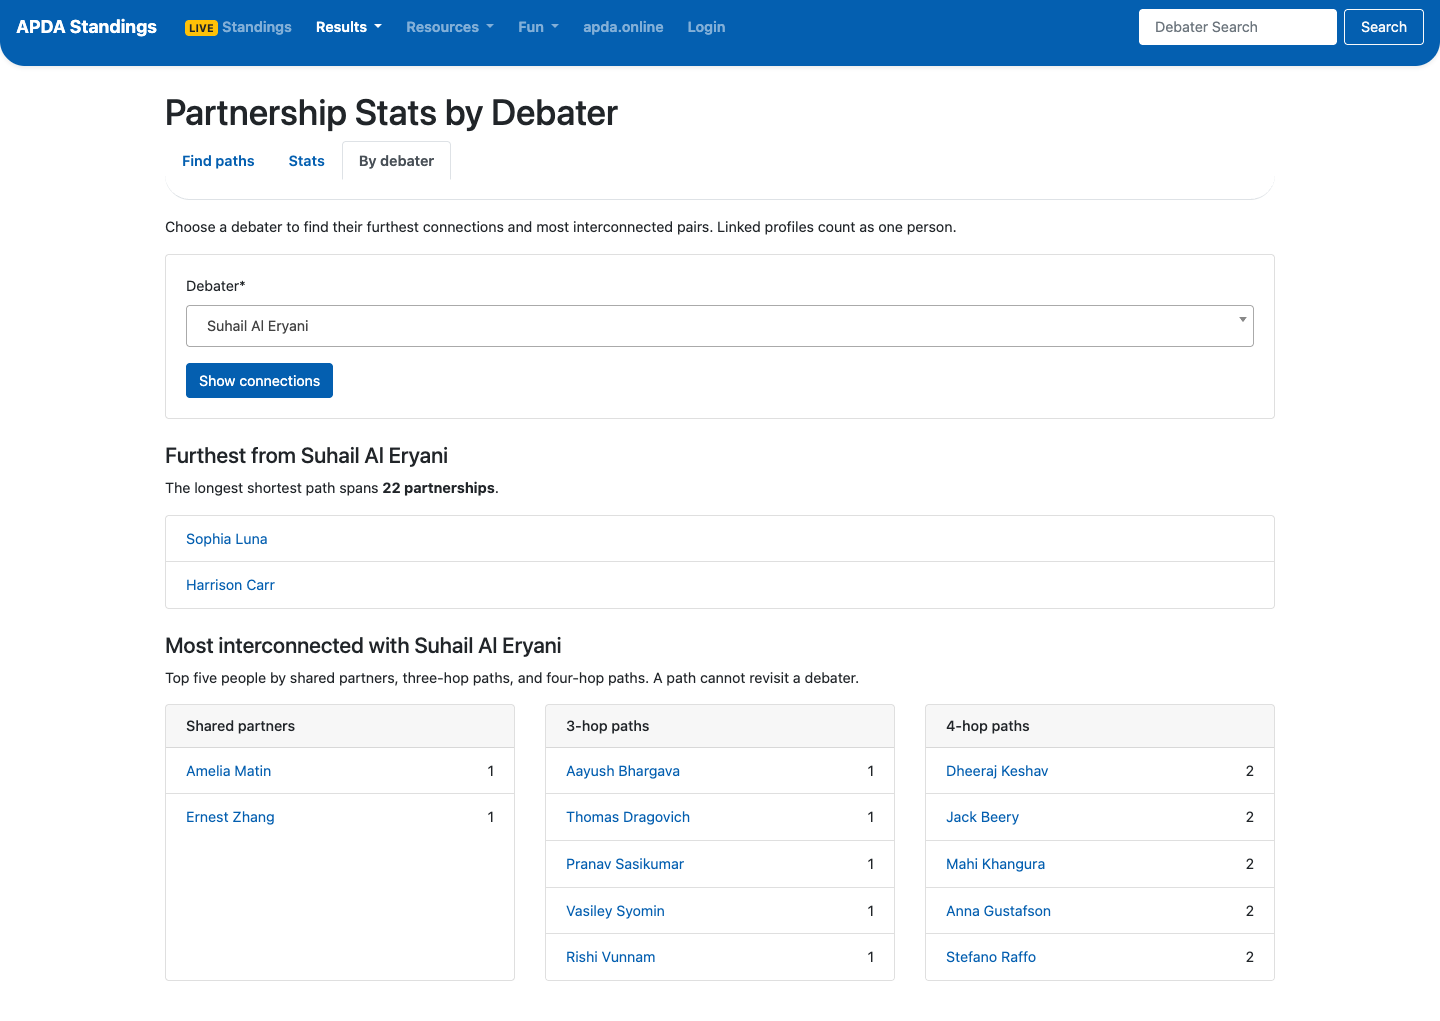 APDA Standings LIVE Standings Results Resources Fun apda.online Login Debater Search Search
Partnership Stats by Debater
Find paths Stats By debater
Choose a debater to find their furthest connections and most interconnected pairs. Linked profiles count as one person.
Debater*
Suhail Al Eryani
Show connections
Furthest from Suhail Al Eryani
The longest shortest path spans 22 partnerships.
Sophia Luna
Harrison Carr
Most interconnected with Suhail Al Eryani
Top five people by shared partners, three-hop paths, and four-hop paths. A path cannot revisit a debater.
Shared partners
Amelia Matin 1
Ernest Zhang 1
3-hop paths
Aayush Bhargava 1
Thomas Dragovich 1
Pranav Sasikumar 1
Vasiley Syomin 1
Rishi Vunnam 1
4-hop paths
Dheeraj Keshav 2
Jack Beery 2
Mahi Khangura 2
Anna Gustafson 2
Stefano Raffo 2